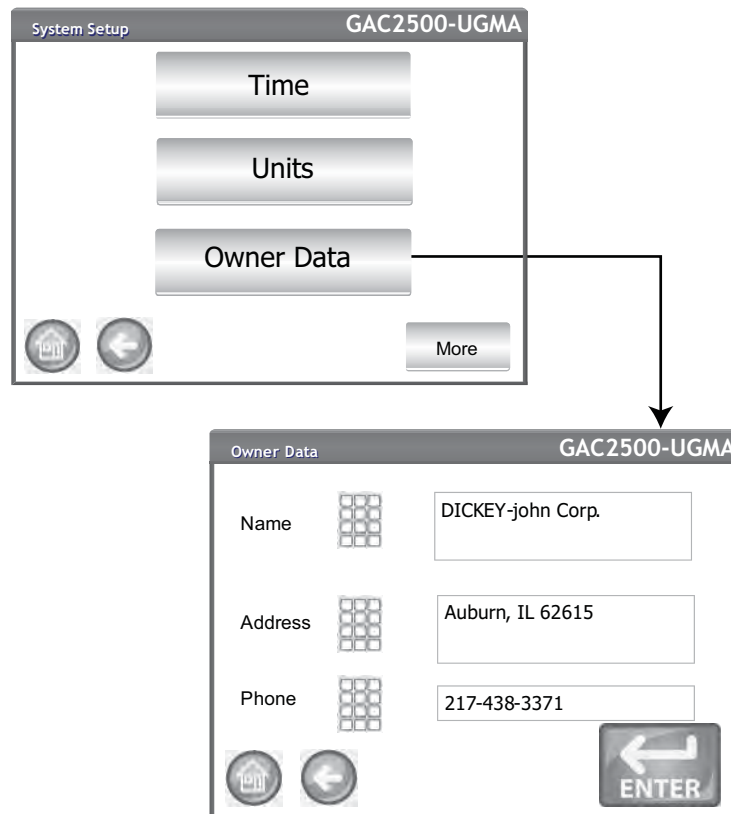 System Setup GAC2500-UGMA
Time
Units
Owner Data
More
Owner Data GAC2500-UGMA
Name DICKEY-john Corp.
Address Auburn, IL 62615
Phone 217-438-3371
ENTER